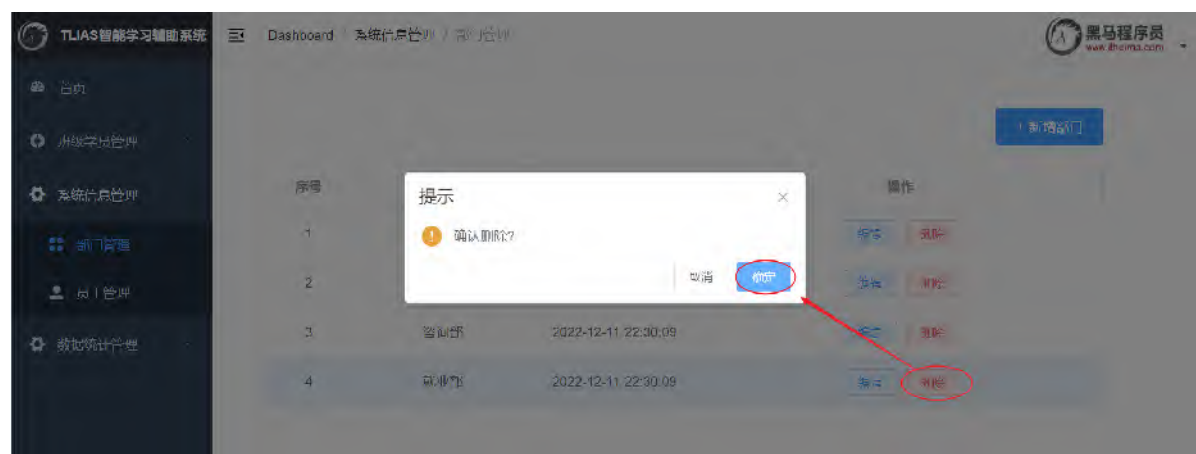 TLIAS智能学习辅助系统
Dashboard / 系统信息管理 / 部门管理
黑马程序员
www.itheima.com
首页
+ 新增部门
班级学员管理
序号 操作
系统信息管理
提示
1 确认删除? 编辑 删除
部门管理
取消 确定
2 编辑 删除
员工管理
3 咨询部 2022-12-11 22:30:09 编辑 删除
数据统计管理
4 就业部 2022-12-11 22:30:09 编辑 删除